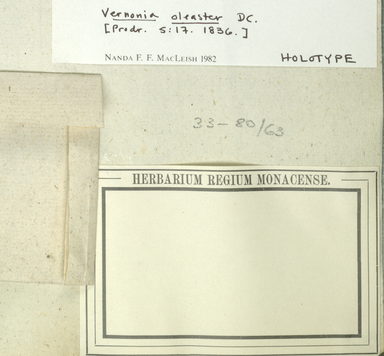 Vernonia oleaster DC.
[Prodr. 5:17. 1836.]
NANDA F. F. MACLEISH 1982 HOLOTYPE
33-80/63
HERBARIUM REGIUM MONACENSE.